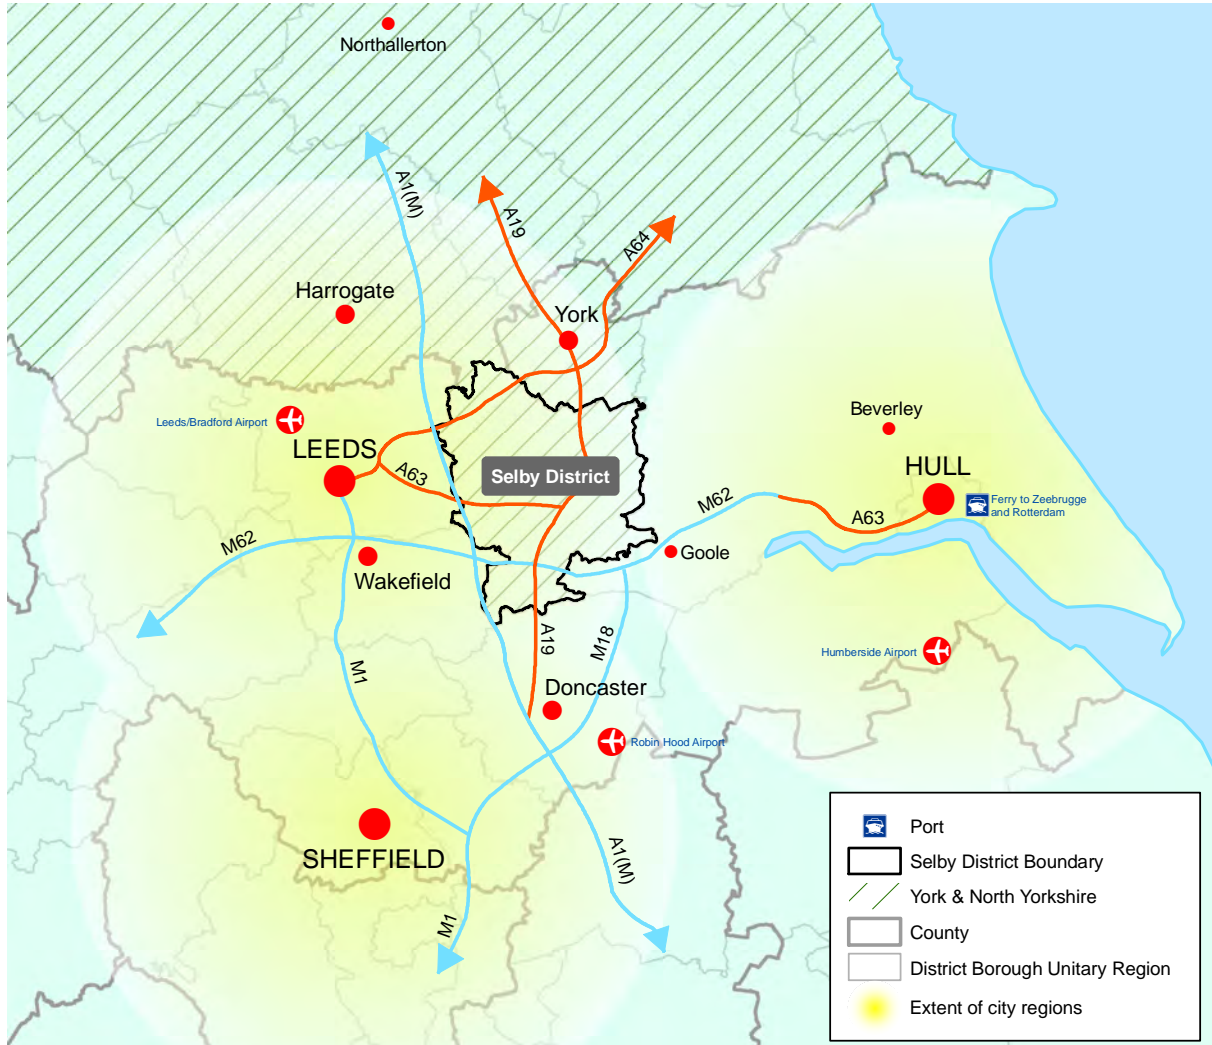 Northallerton
A1(M)
A19
A64
Harrogate
York
Leeds/Bradford Airport
LEEDS
A63
Selby District
Beverley
HULL
Ferry to Zeebrugge
and Rotterdam
M62
A63
M62
Wakefield
Goole
A19
M18
M1
Humberside Airport
Doncaster
Robin Hood Airport
SHEFFIELD
A1(M)
M1
Port
Selby District Boundary
York & North Yorkshire
County
District Borough Unitary Region
Extent of city regions